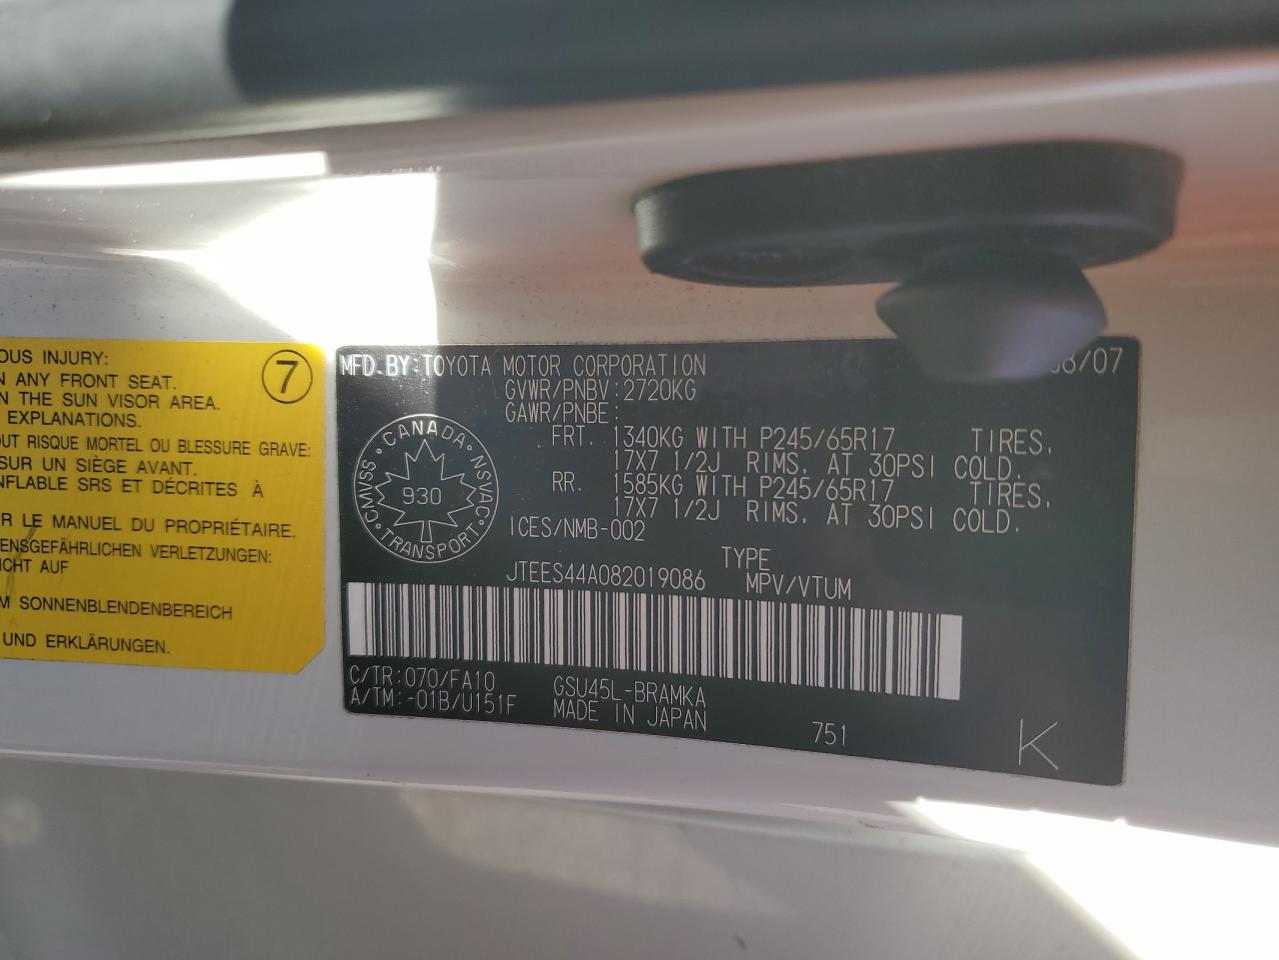 OUS INJURY:
N ANY FRONT SEAT.
N THE SUN VISOR AREA.
EXPLANATIONS.
OUT RISQUE MORTEL OU BLESSURE GRAVE:
SUR UN SIÈGE AVANT.
NFLABLE SRS ET DÉCRITES À
R LE MANUEL DU PROPRIÉTAIRE.
ENSGEFÄHRLICHEN VERLETZUNGEN:
ICHT AUF
M SONNENBLENDENBEREICH
UND ERKLÄRUNGEN.
7
MFD.BY:TOYOTA MOTOR CORPORATION 08/07
GVWR/PNBV:2720KG
GAWR/PNBE:
FRT. 1340KG WITH P245/65R17 TIRES.
17X7 1/2J RIMS. AT 30PSI COLD.
RR. 1585KG WITH P245/65R17 TIRES.
17X7 1/2J RIMS. AT 30PSI COLD.
CANADA
CMVSS NSVAC
930
TRANSPORT
ICES/NMB-002
TYPE
JTEES44A082019086 MPV/VTUM
C/TR:070/FA10 GSU45L-BRAMKA
A/TM:-01B/U151F MADE IN JAPAN
751
K